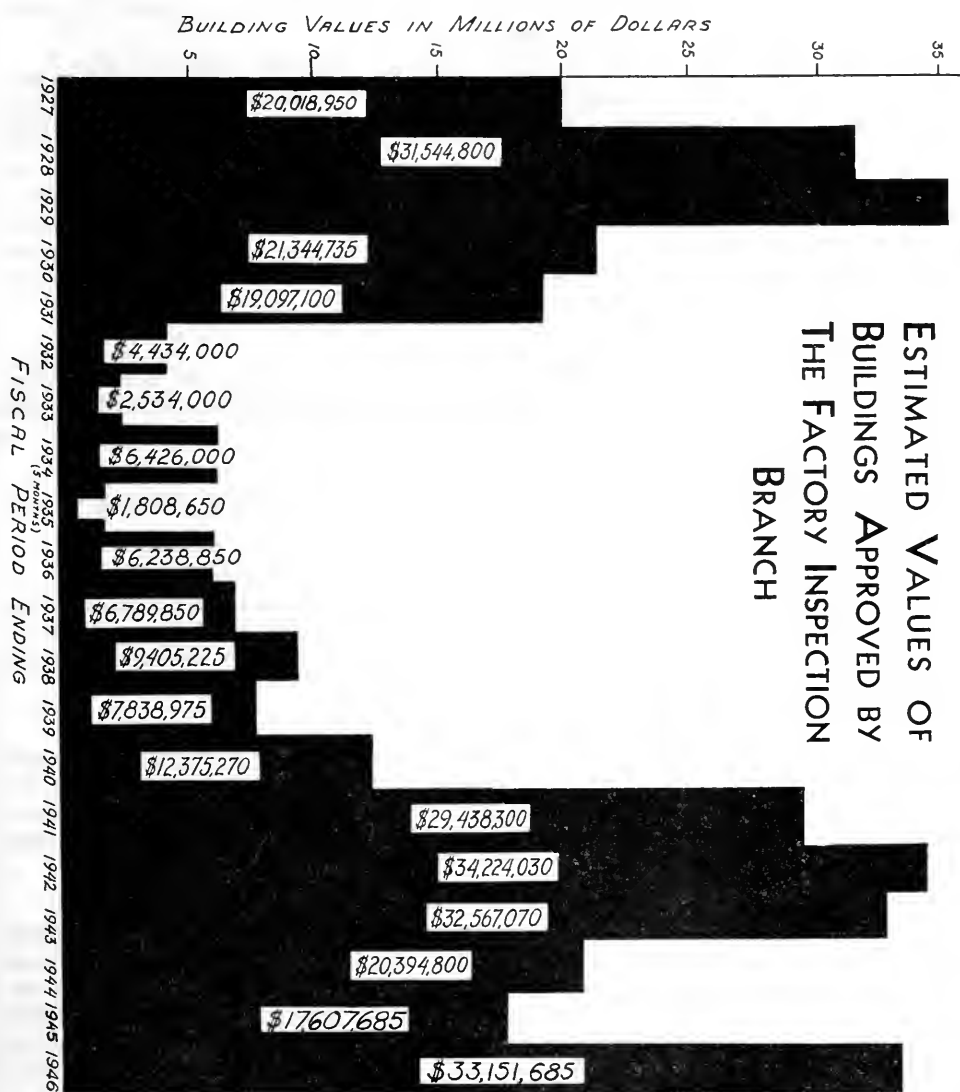 BUILDING VALUES IN MILLIONS OF DOLLARS
5 10 15 20 25 30 35
ESTIMATED VALUES OF
BUILDINGS APPROVED BY
THE FACTORY INSPECTION
BRANCH
1927 $20,018,950
1928 $31,544,800
1929
1930 $21,344,735
1931 $19,097,100
1932 $4,434,000
1933 $2,534,000
1934 $6,426,000
1935 $1,808,650
(5 MONTHS)
1936 $6,238,850
1937 $6,789,850
1938 $9,405,225
1939 $7,838,975
1940 $12,375,270
1941 $29,438,300
1942 $34,224,030
1943 $32,567,070
1944 $20,394,800
1945 $17,607,685
1946 $33,151,685
FISCAL PERIOD ENDING